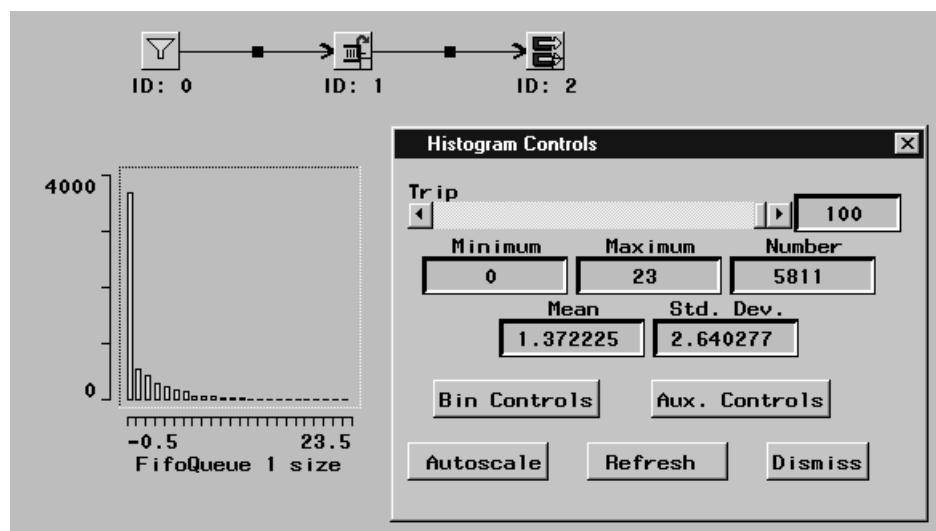 ID: 0
ID: 1
ID: 2
4000
0
-0.5 23.5
FifoQueue 1 size
Histogram Controls
Trip
100
Minimum Maximum Number
0 23 5811
Mean Std. Dev.
1.372225 2.640277
Bin Controls Aux. Controls
Autoscale Refresh Dismiss